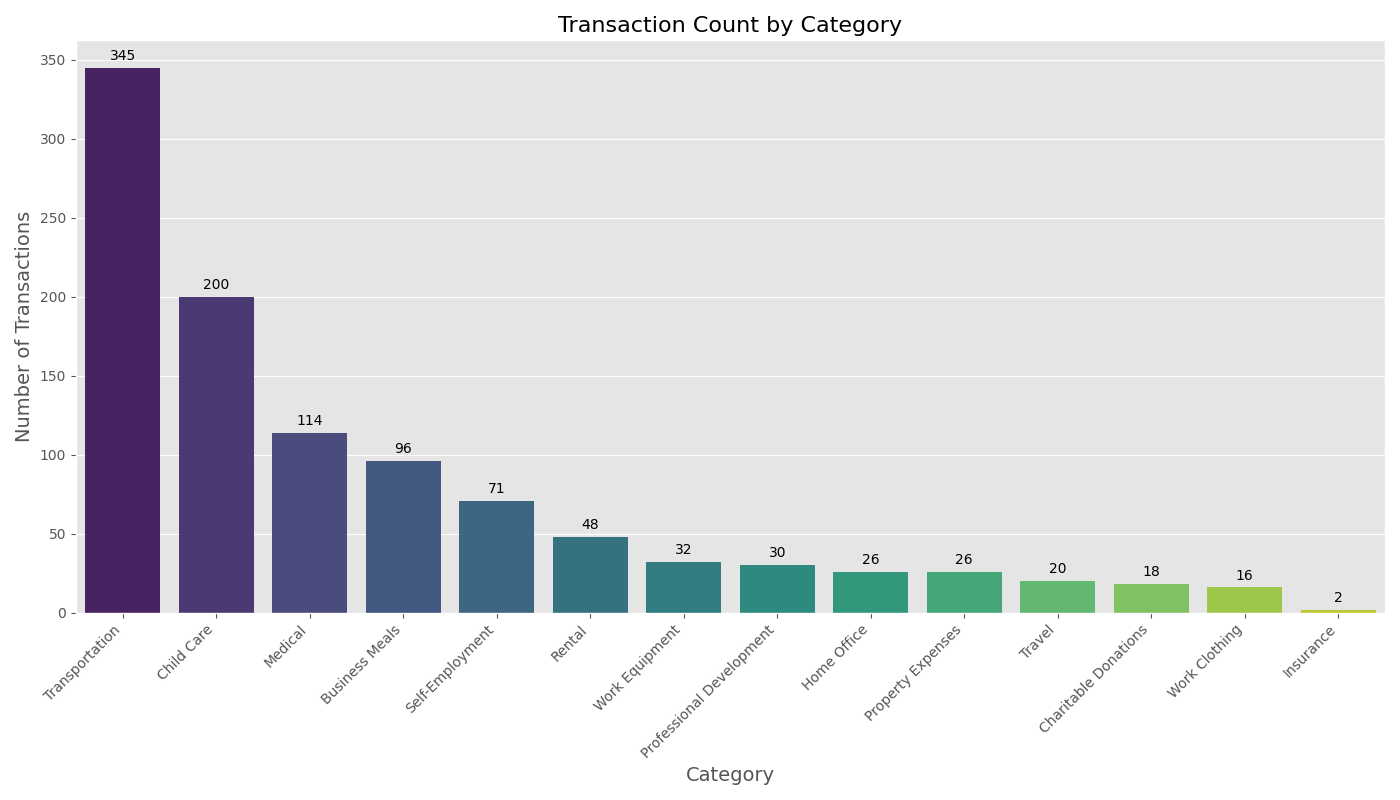 Transaction Count by Category
Number of Transactions
350
300
250
200
150
100
50
0
345
200
114
96
71
48
32
30
26
26
20
18
16
2
Transportation
Child Care
Medical
Business Meals
Self-Employment
Rental
Work Equipment
Professional Development
Home Office
Property Expenses
Travel
Charitable Donations
Work Clothing
Insurance
Category